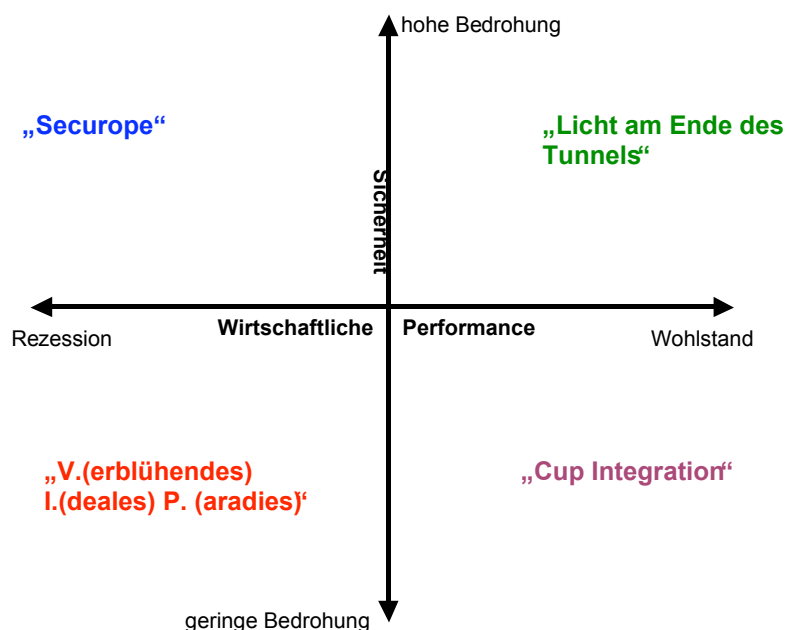 hohe Bedrohung
„Securope“
„Licht am Ende des
Tunnels“
Sicherheit
Wirtschaftliche Performance
Rezession
Wohlstand
„V.(erblühendes)
I.(deales) P. (aradies)“
„Cup Integration“
geringe Bedrohung